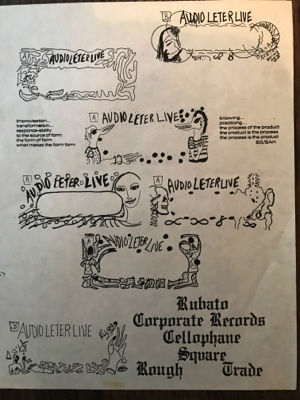 B AUDIO LETER LIVE
A AUDIO LETER LIVE
improvisation...
transformation...
response-ability
to the source of form
the form of form
what makes the form form
knowing...
practicing...
the process of the product
the product is the process
the process is the product
SG/SAH
A AUDIO LETER LIVE
A AUDIO LETER LIVE
A AUDIO LETER LIVE
AUDIO LETER LIVE
AUDIO LETER LIVE
Rubato
Corporate Records
Cellophane
Square
Rough Trade